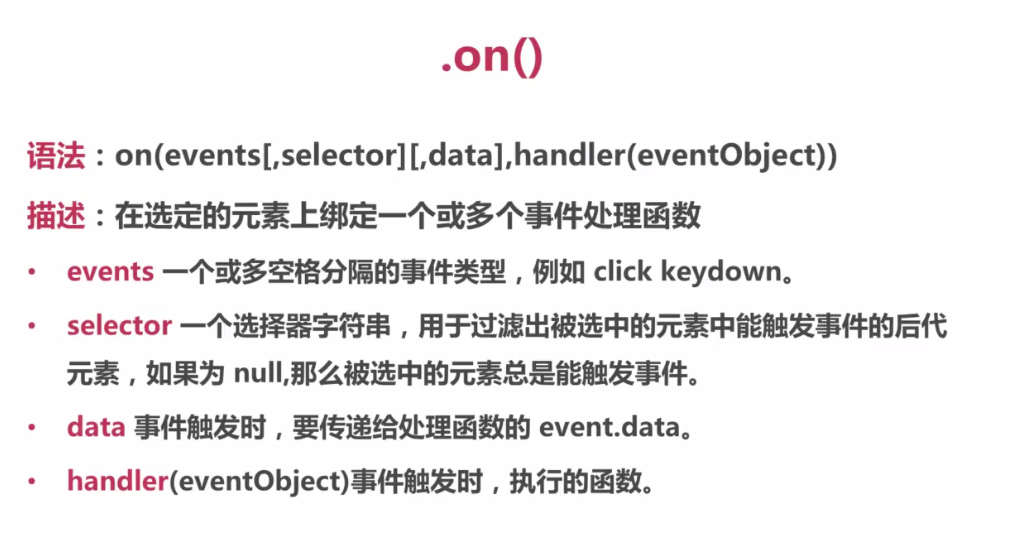 .on()
语法：on(events[,selector][,data],handler(eventObject))
描述：在选定的元素上绑定一个或多个事件处理函数
• events 一个或多空格分隔的事件类型，例如 click keydown。
• selector 一个选择器字符串，用于过滤出被选中的元素中能触发事件的后代
元素，如果为 null,那么被选中的元素总是能触发事件。
• data 事件触发时，要传递给处理函数的 event.data。
• handler(eventObject)事件触发时，执行的函数。